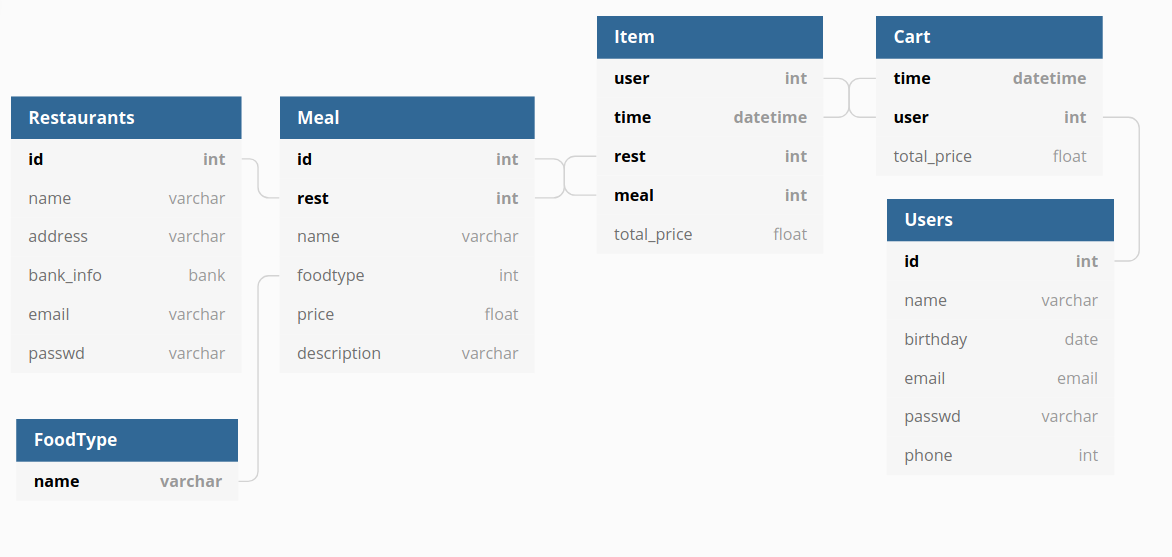 Restaurants
id int
name varchar
address varchar
bank_info bank
email varchar
passwd varchar
FoodType
name varchar
Meal
id int
rest int
name varchar
foodtype int
price float
description varchar
Item
user int
time datetime
rest int
meal int
total_price float
Cart
time datetime
user int
total_price float
Users
id int
name varchar
birthday date
email email
passwd varchar
phone int